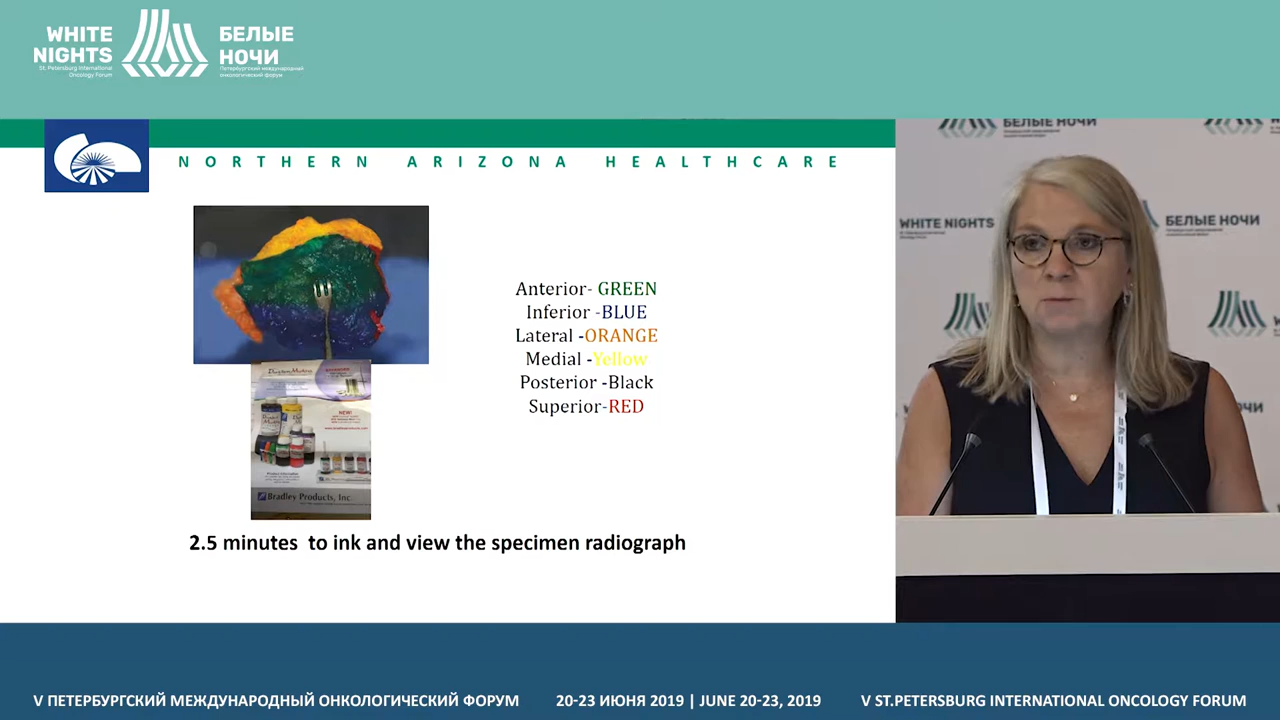 WHITE
NIGHTS
St. Petersburg International
Oncology Forum
БЕЛЫЕ
НОЧИ
Петербургский международный
онкологический форум
NORTHERN ARIZONA HEALTHCARE
Anterior- GREEN
Inferior -BLUE
Lateral -ORANGE
Medial -Yellow
Posterior -Black
Superior-RED
NEW!
Bradley Products, Inc
2.5 minutes to ink and view the specimen radiograph
БЕЛЫЕ НОЧИ
WHITE NIGHTS
БЕЛЫЕ НОЧИ
V ПЕТЕРБУРГСКИЙ МЕЖДУНАРОДНЫЙ ОНКОЛОГИЧЕСКИЙ ФОРУМ
20-23 ИЮНЯ 2019 | JUNE 20-23, 2019
V ST.PETERSBURG INTERNATIONAL ONCOLOGY FORUM